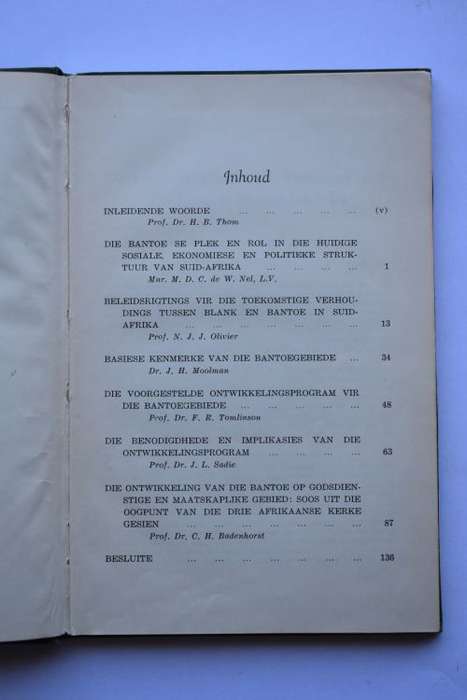 Inhoud
INLEIDENDE WOORDE ... ... ... ... ... (v)
Prof. Dr. H. B. Thom
DIE BANTOE SE PLEK EN ROL IN DIE HUIDIGE
SOSIALE, EKONOMIESE EN POLITIEKE STRUK-
TUUR VAN SUID-AFRIKA ... ... ... ... 1
Mnr. M. D. C. de W. Nel, L.V.
BELEIDSRIGTINGS VIR DIE TOEKOMSTIGE VERHOU-
DINGS TUSSEN BLANK EN BANTOE IN SUID-
AFRIKA ... ... ... ... ... ... ... 13
Prof. N. J. J. Olivier
BASIESE KENMERKE VAN DIE BANTOEGEBIEDE ... 34
Dr. J. H. Moolman
DIE VOORGESTELDE ONTWIKKELINGSPROGRAM VIR
DIE BANTOEGEBIEDE ... ... ... ... ... 48
Prof. Dr. F. R. Tomlinson
DIE BENODIGDHEDE EN IMPLIKASIES VAN DIE
ONTWIKKELINGSPROGRAM ... ... ... ... 63
Prof. Dr. J. L. Sadie
DIE ONTWIKKELING VAN DIE BANTOE OP GODSDIEN-
STIGE EN MAATSKAPLIKE GEBIED: SOOS UIT DIE
OOGPUNT VAN DIE DRIE AFRIKAANSE KERKE
GESIEN ... ... ... ... ... ... ... 87
Prof. Dr. C. H. Badenhorst
BESLUITE ... ... ... ... ... ... ... 136